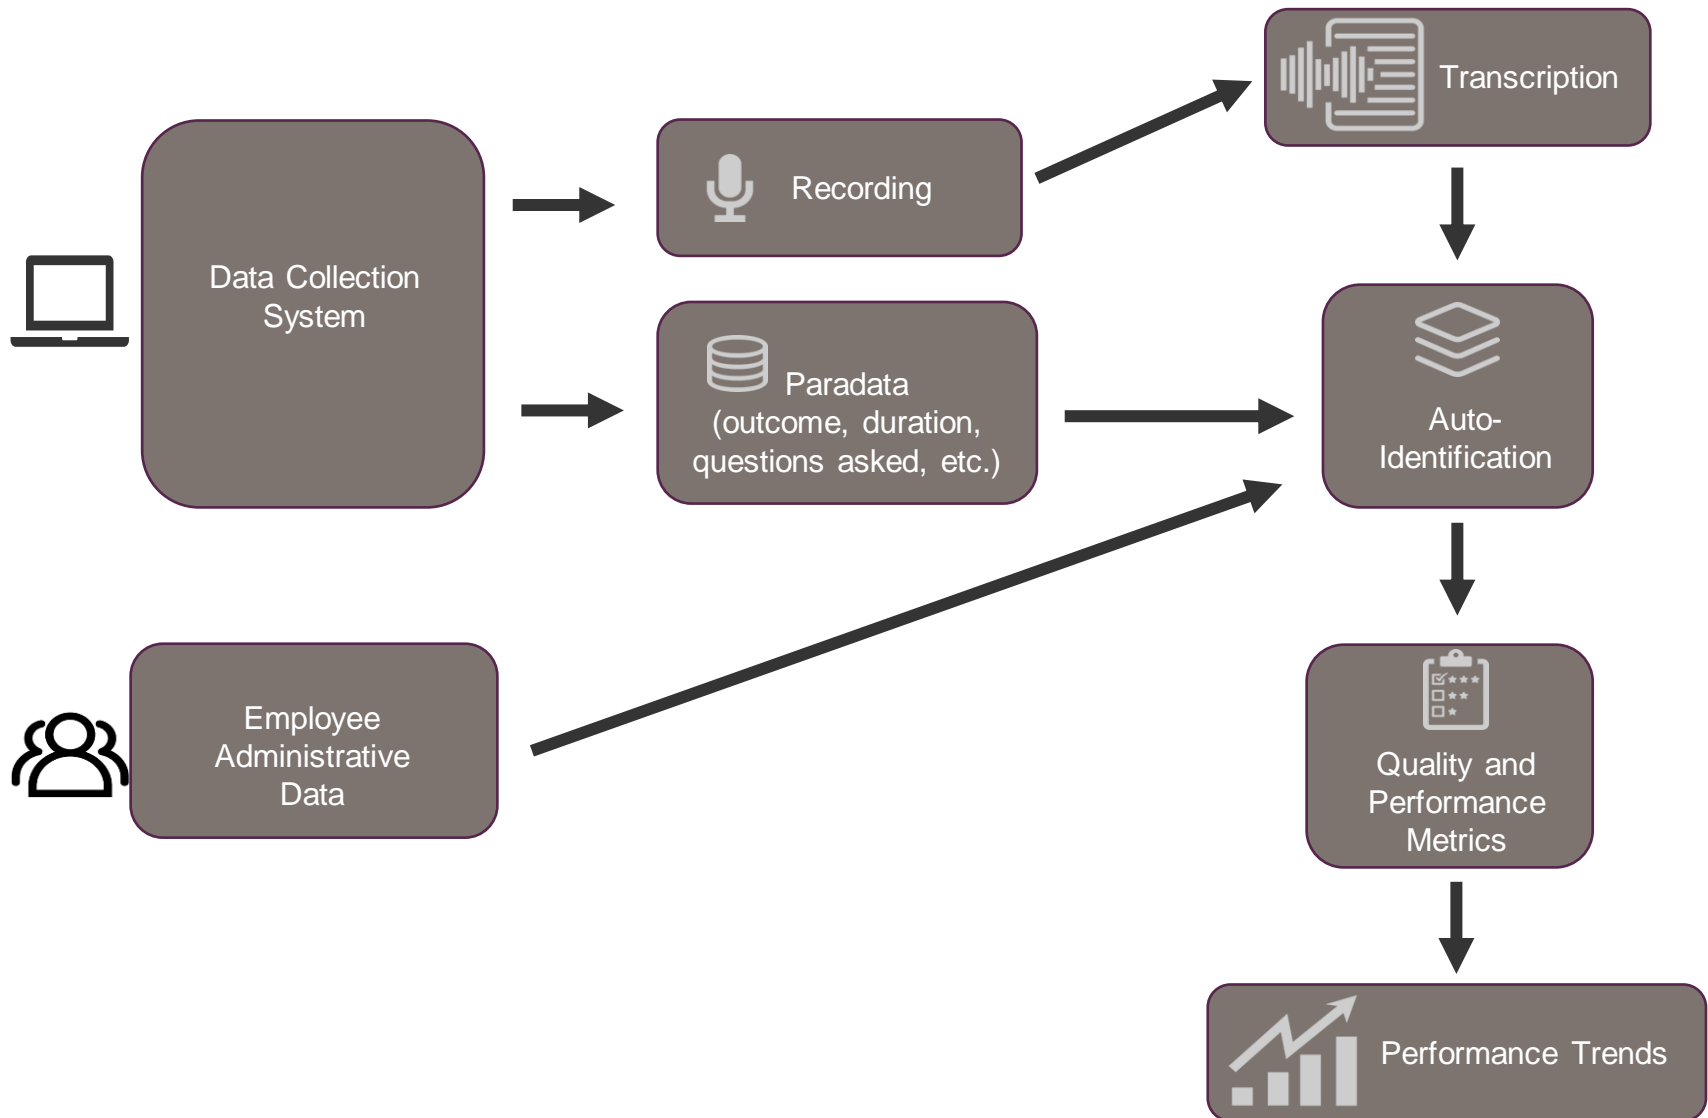 Transcription
Recording
Data Collection
System
Paradata
(outcome, duration,
questions asked, etc.)
Auto-
Identification
Employee
Administrative
Data
Quality and
Performance
Metrics
Performance Trends